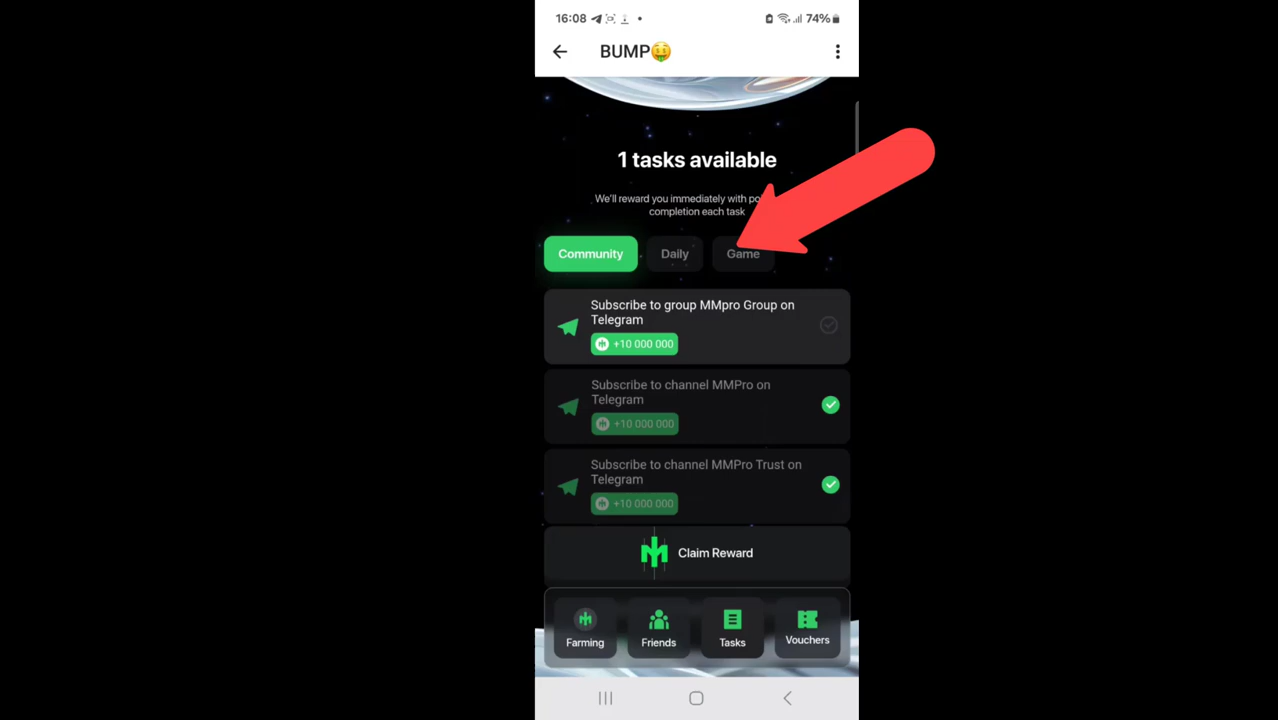 16:08
74%
BUMP🤑
1 tasks available
We'll reward you immediately with
completion each task
Community
Daily
Game
Subscribe to group MMpro Group on
Telegram
+10 000 000
Subscribe to channel MMPro on
Telegram
+10 000 000
Subscribe to channel MMPro Trust on
Telegram
+10 000 000
Claim Reward
Farming
Friends
Tasks
Vouchers